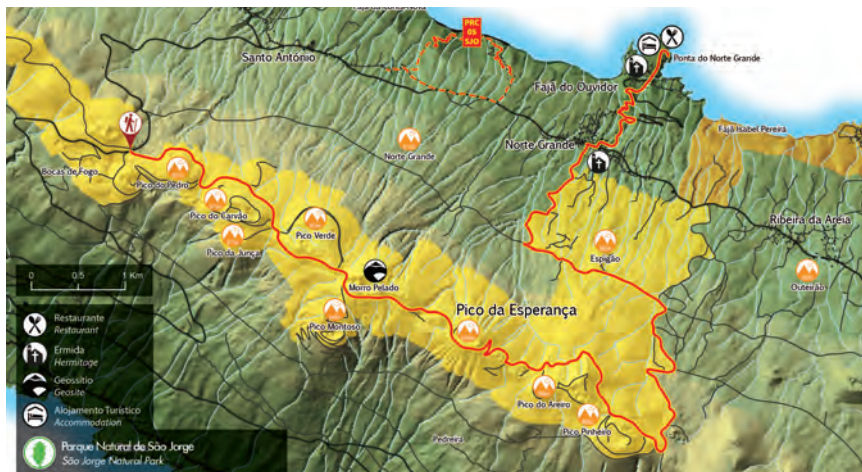 PRC
05
SJO
Santo António
Ponta do Norte Grande
Fajã do Ouvidor
Fajã Isabel Pereira
Norte Grande
Norte Grande
Bocas de Fogo
Pico do Pedro
Pico do Carvão
Pico da Junça
Pico Verde
Ribeira da Areia
Espigão
Outeirão
Morro Pelado
Pico Montoso
Pico da Esperança
Pico do Areeiro
Pico Pinheiro
Pedreira
0 0.5 1 Km
Restaurante
Restaurant
Ermida
Hermitage
Geossítio
Geosite
Alojamento Turístico
Accommodation
Parque Natural de São Jorge
São Jorge Natural Park